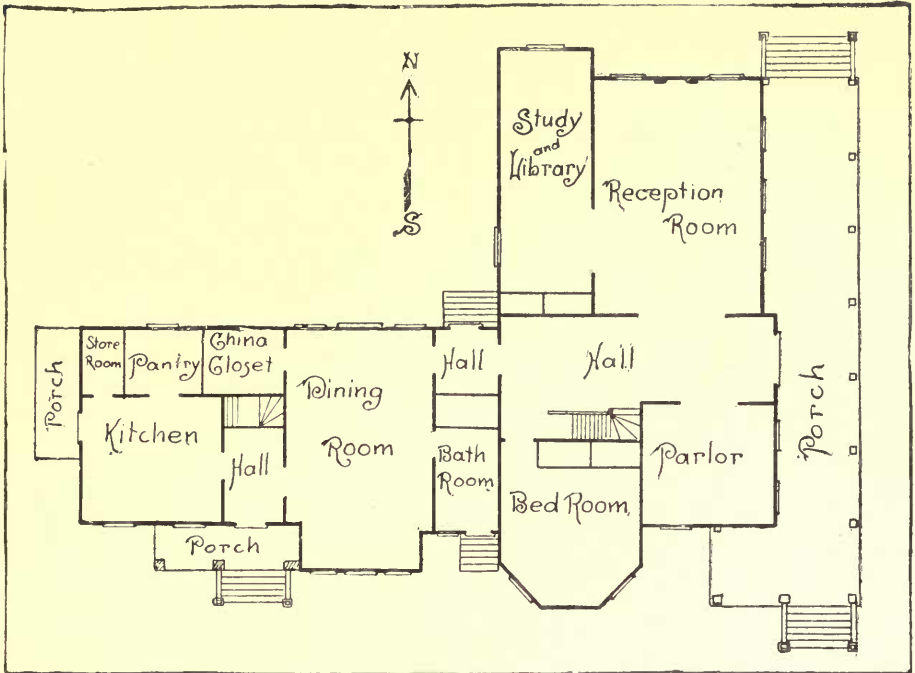 N
S
Study
and
Library
Reception
Room
Porch
Store
Room
Pantry
China
Closet
Hall
Hall
Dining
Room
Kitchen
Hall
Bath
Room
Bed Room
Parlor
Porch
Porch